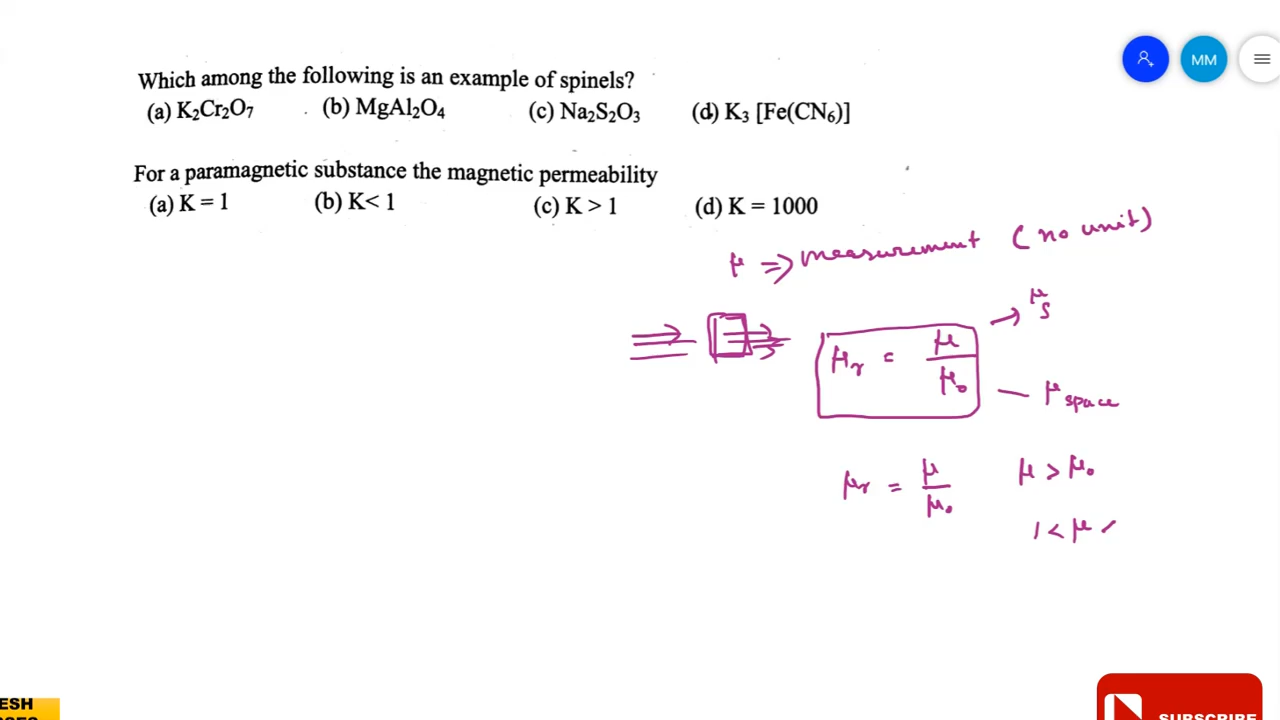 MM
Which among the following is an example of spinels?
(a) K₂Cr₂O₇ (b) MgAl₂O₄ (c) Na₂S₂O₃ (d) K₃ [Fe(CN₆)]
For a paramagnetic substance the magnetic permeability
(a) K = 1 (b) K< 1 (c) K > 1 (d) K = 1000
μ ⇒ measurement (no unit)
μᵣ = μ/μ₀ → μₛ
— μ space
μᵣ = μ/μ₀ μ > μ₀
1 < μ <
ESH
SUBSCRIBE